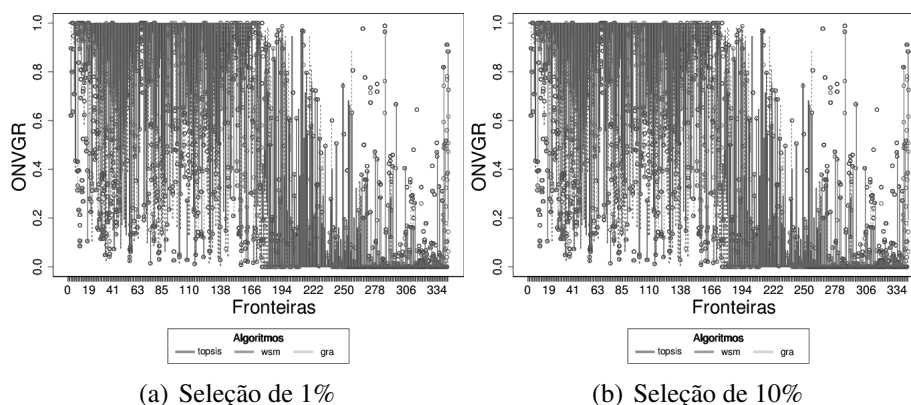 ONVGR
1.0
0.8
0.6
0.4
0.2
0.0
0 19 41 63 85 110 138 166 194 222 250 278 306 334
Fronteiras
Algoritmos
topsis wsm gra
(a) Seleção de 1%
ONVGR
1.0
0.8
0.6
0.4
0.2
0.0
0 19 41 63 85 110 138 166 194 222 250 278 306 334
Fronteiras
Algoritmos
topsis wsm gra
(b) Seleção de 10%